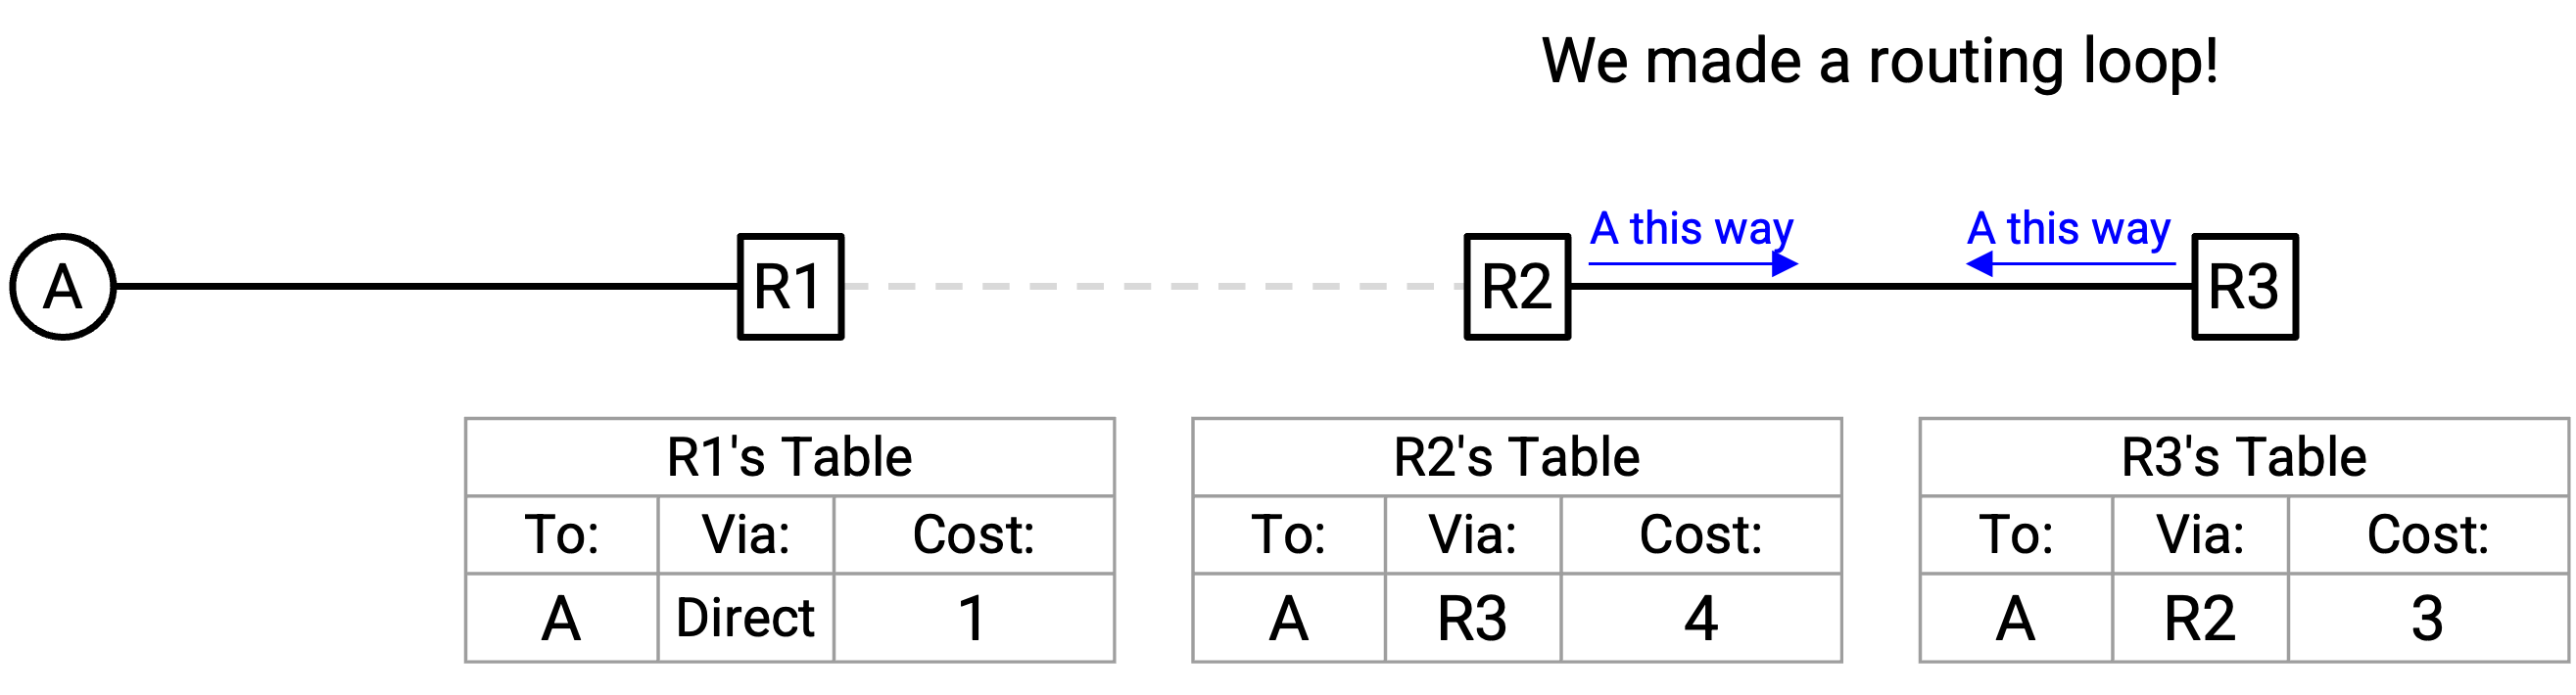 We made a routing loop!
A this way A this way
A R1 R2 R3
R1's Table R2's Table R3's Table
To: Via: Cost: To: Via: Cost: To: Via: Cost:
A Direct 1 A R3 4 A R2 3